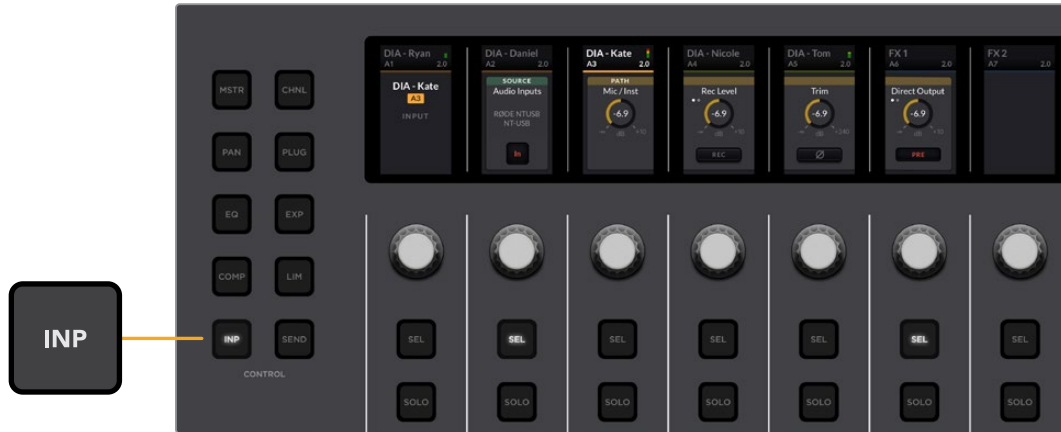 DIA - Ryan
A1 2.0
DIA - Kate
A3
INPUT
DIA - Daniel
A2 2.0
SOURCE
Audio Inputs
RØDE NTUSB
NT-USB
In
DIA - Kate
A3 2.0
PATH
Mic / Inst
-6.9
-∞ dB +10
DIA - Nicole
A4 2.0
Rec Level
-6.9
-∞ dB +10
REC
DIA - Tom
A5 2.0
Trim
-6.9
-∞ dB +240
Ø
FX 1
A6 2.0
Direct Output
-6.9
-∞ dB +10
PRE
FX 2
A7 2.0
MSTR CHNL
PAN PLUG
EQ EXP
COMP LIM
INP SEND
CONTROL
INP
SEL SEL SEL SEL SEL SEL SEL
SOLO SOLO SOLO SOLO SOLO SOLO SOLO